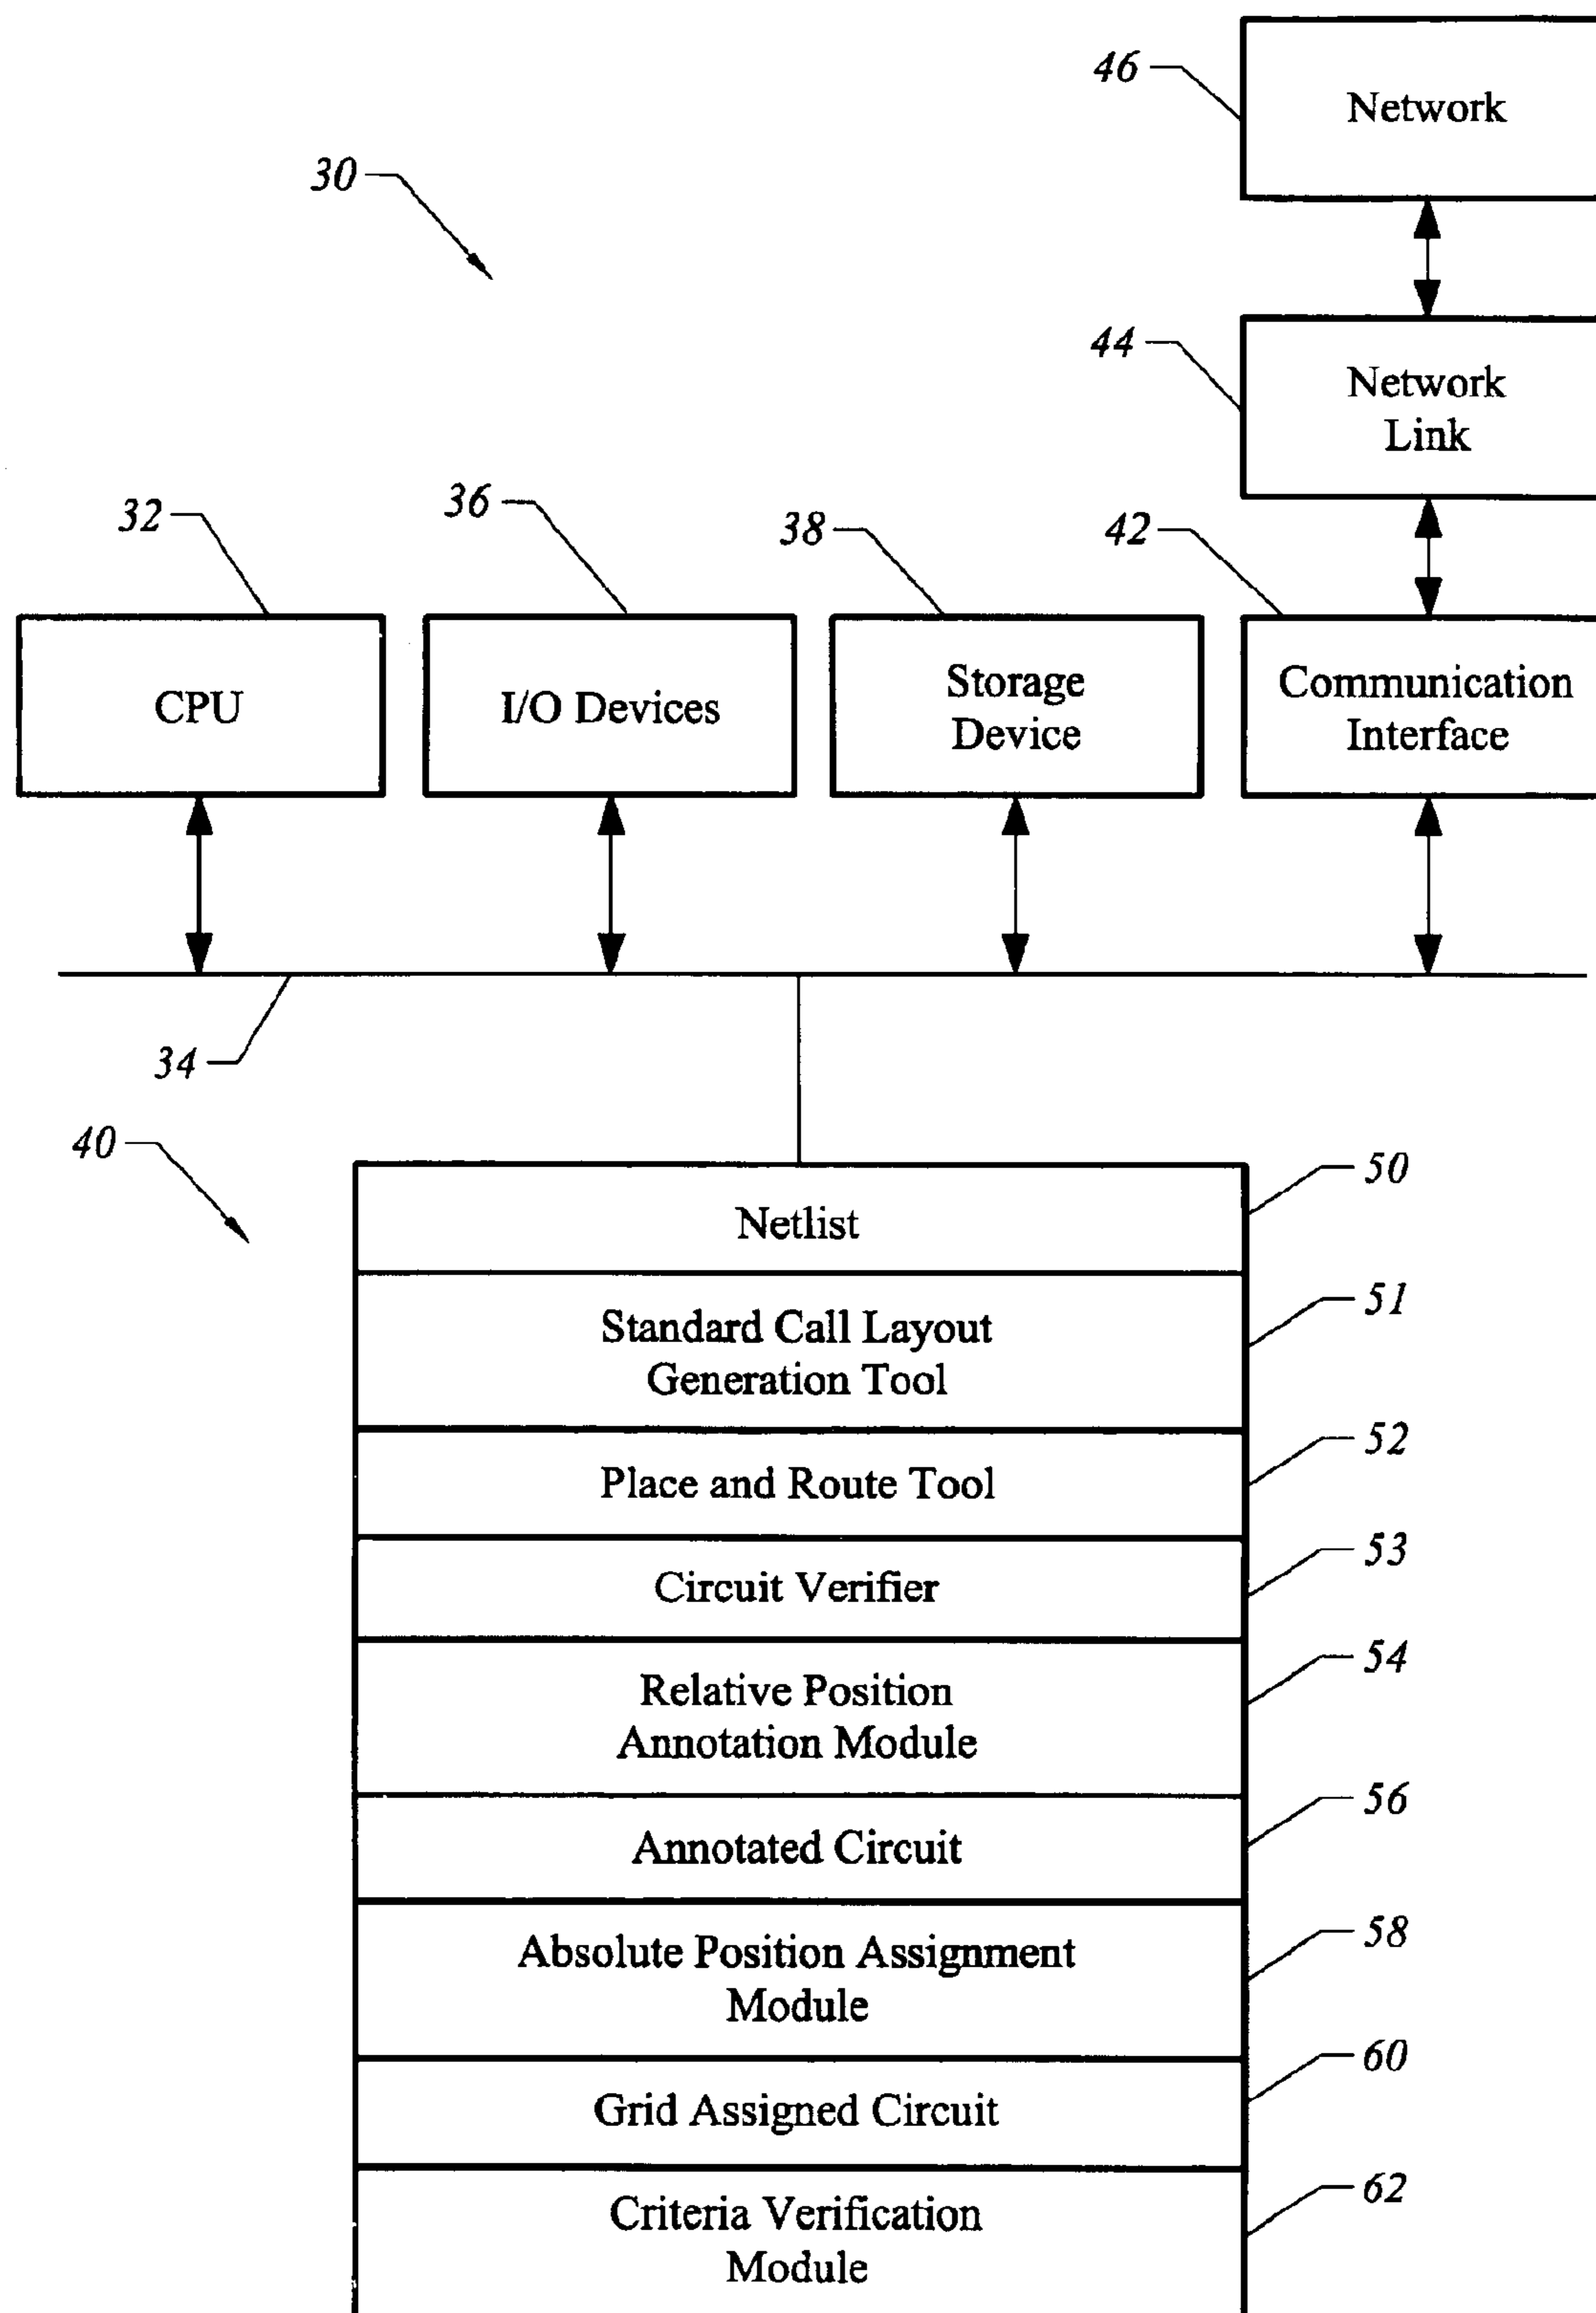 46
Network
30
44
Network
Link
32
36
38
42
CPU
I/O Devices
Storage
Device
Communication
Interface
34
40
50
Netlist
51
Standard Call Layout
Generation Tool
52
Place and Route Tool
53
Circuit Verifier
54
Relative Position
Annotation Module
56
Annotated Circuit
58
Absolute Position Assignment
Module
60
Grid Assigned Circuit
62
Criteria Verification
Module